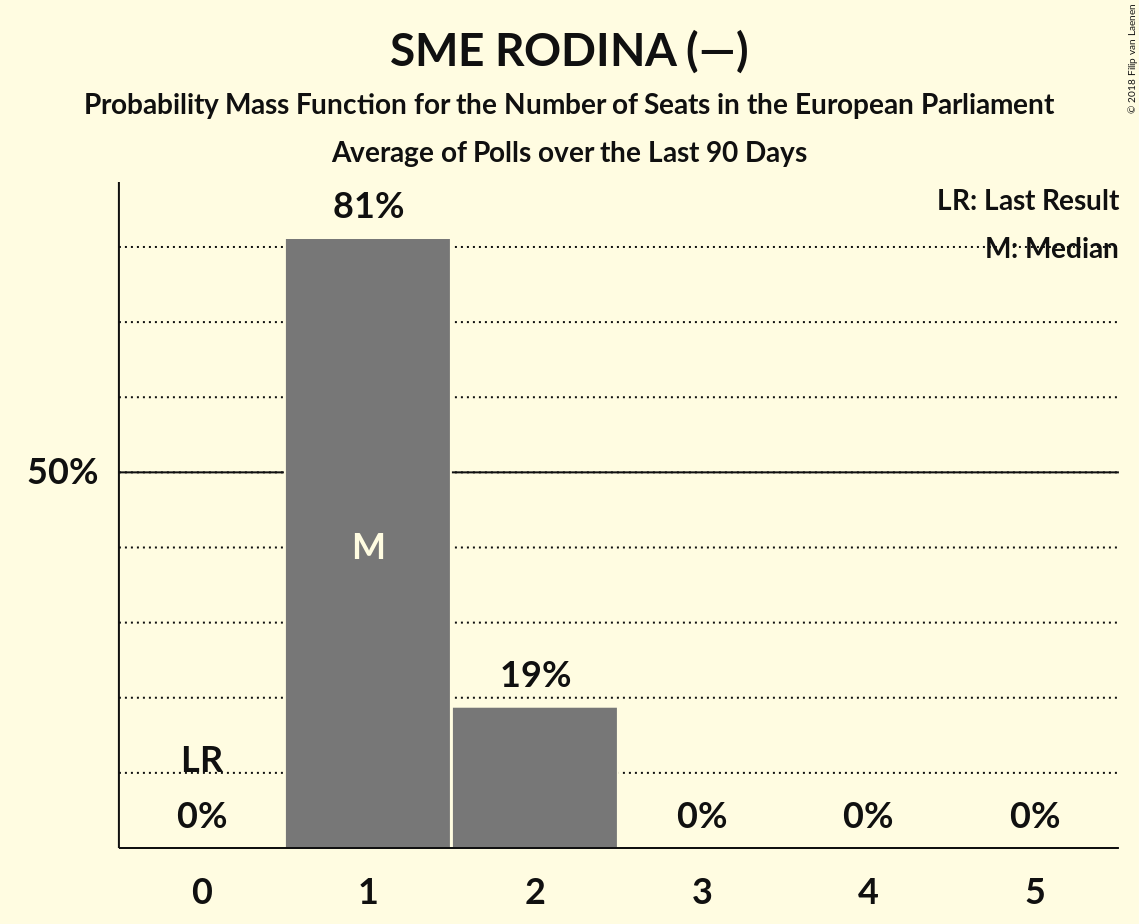 SME RODINA (—)
Probability Mass Function for the Number of Seats in the European Parliament
Average of Polls over the Last 90 Days
© 2018 Filip van Laenen
LR: Last Result
M: Median
81%
50%
M
19%
LR
0%
0%
0%
0%
0
1
2
3
4
5